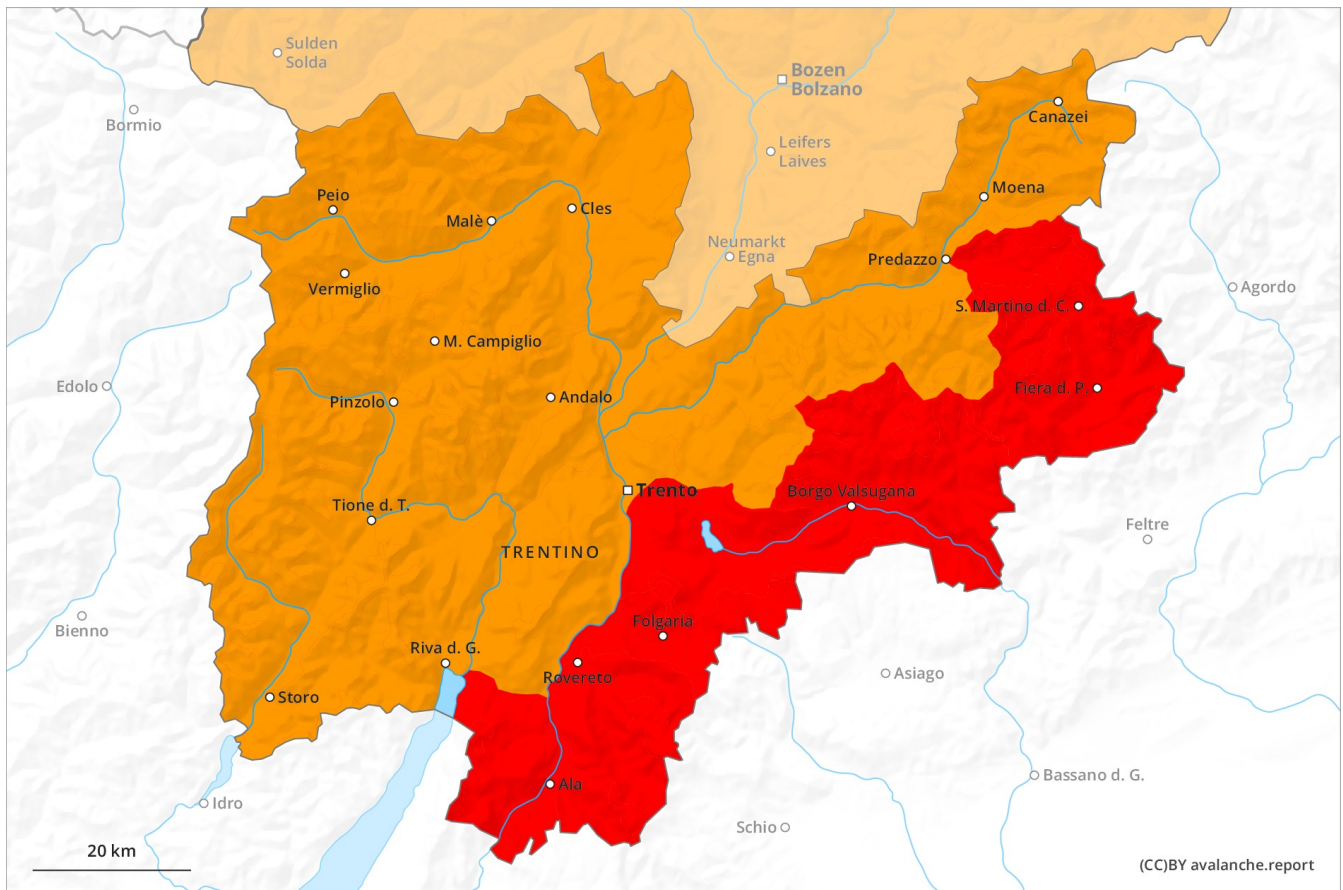 Sulden
Solda
Bozen
Bolzano
Bormio
Canazei
Leifers
Laives
Peio
Moena
Malè
Cles
Neumarkt
Egna
Predazzo
Vermiglio
Agordo
S. Martino d. C.
M. Campiglio
Edolo
Fiera d. P.
Pinzolo
Andalo
Trento
Borgo Valsugana
Tione d. T.
Feltre
TRENTINO
Folgaria
Bienno
Riva d. G.
Rovereto
Asiago
Storo
Bassano d. G.
Ala
Idro
Schio
20 km
(CC)BY avalanche.report